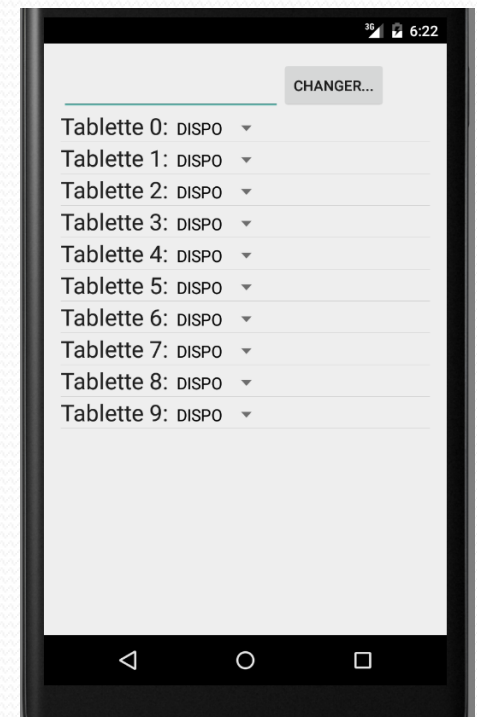 3G 6:22
CHANGER...
Tablette 0: DISPO
Tablette 1: DISPO
Tablette 2: DISPO
Tablette 3: DISPO
Tablette 4: DISPO
Tablette 5: DISPO
Tablette 6: DISPO
Tablette 7: DISPO
Tablette 8: DISPO
Tablette 9: DISPO